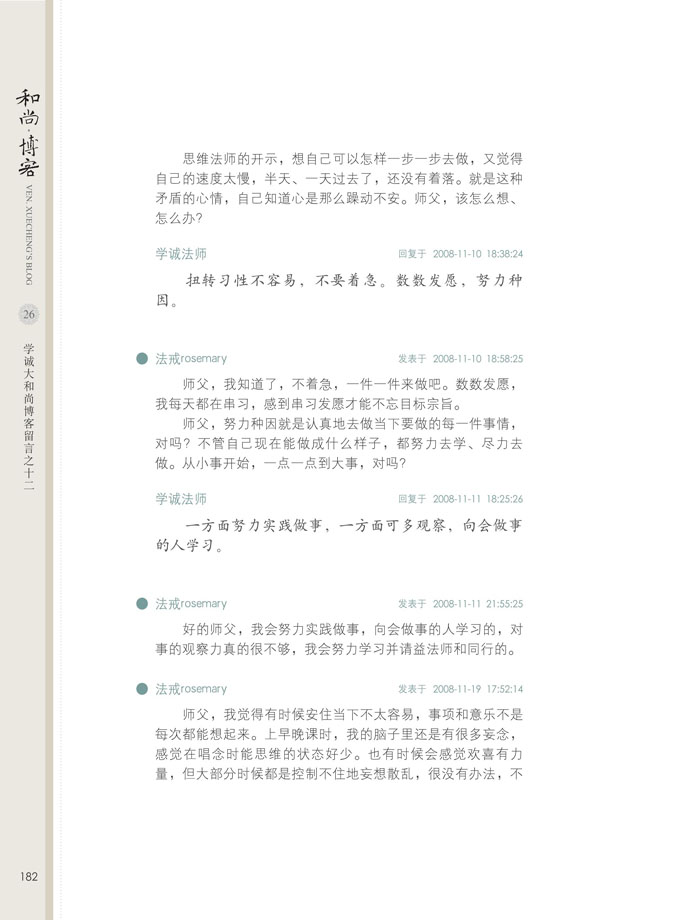 和尚·博客
VEN. XUECHENG'S BLOG
26
学诚大和尚博客留言之十二
思维法师的开示，想自己可以怎样一步一步去做，又觉得
自己的速度太慢，半天、一天过去了，还没有着落。就是这种
矛盾的心情，自己知道心是那么躁动不安。师父，该怎么想、
怎么办？
学诚法师 回复于 2008-11-10 18:38:24
扭转习性不容易，不要着急。数数发愿，努力种
因。
法戒rosemary 发表于 2008-11-10 18:58:25
师父，我知道了，不着急，一件一件来做吧。数数发愿，
我每天都在串习，感到串习发愿才能不忘目标宗旨。
师父，努力种因就是认真地去做当下要做的每一件事情，
对吗？不管自己现在能做成什么样子，都努力去学、尽力去
做。从小事开始，一点一点到大事，对吗？
学诚法师 回复于 2008-11-11 18:25:26
一方面努力实践做事，一方面可多观察，向会做事
的人学习。
法戒rosemary 发表于 2008-11-11 21:55:25
好的师父，我会努力实践做事，向会做事的人学习的，对
事的观察力真的很不够，我会努力学习并请益法师和同行的。
法戒rosemary 发表于 2008-11-19 17:52:14
师父，我觉得有时候安住当下不太容易，事项和意乐不是
每次都能想起来。上早晚课时，我的脑子里还是有很多妄念，
感觉在唱念时能思维的状态好少。也有时候会感觉欢喜有力
量，但大部分时候都是控制不住地妄想散乱，很没有办法，不
182